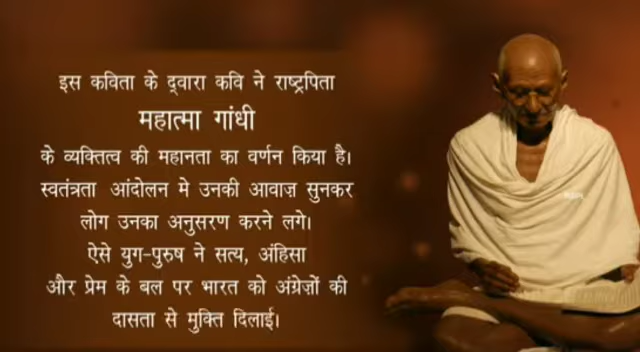 इस कविता के द्वारा कवि ने राष्ट्रपिता
महात्मा गांधी
के व्यक्तित्व की महानता का वर्णन किया है।
स्वतंत्रता आंदोलन मे उनकी आवाज़ सुनकर
लोग उनका अनुसरण करने लगे।
ऐसे युग-पुरुष ने सत्य, अंहिसा
और प्रेम के बल पर भारत को अंग्रेज़ों की
दासता से मुक्ति दिलाई।